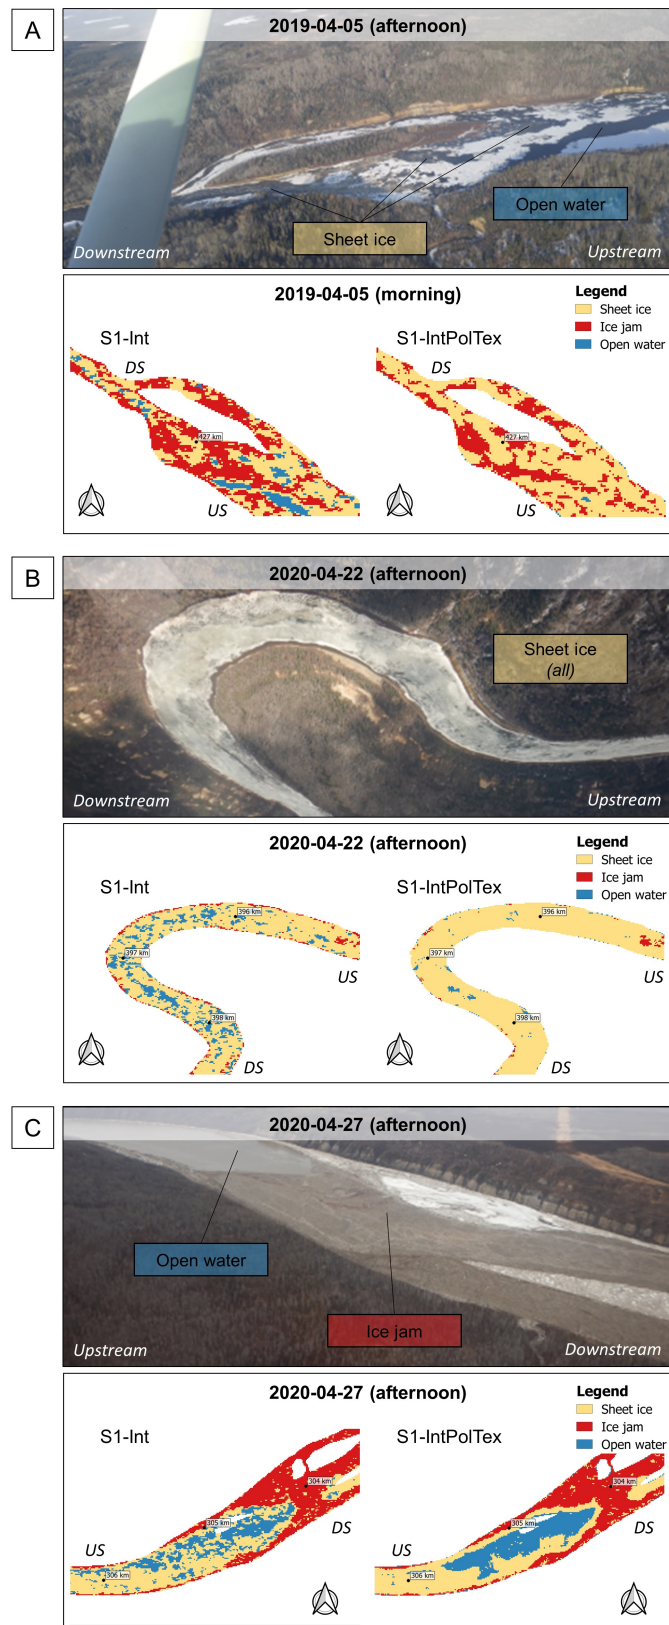 A
2019-04-05 (afternoon)
Open water
Sheet ice
Downstream
Upstream
2019-04-05 (morning)
Legend
Sheet ice
Ice jam
Open water
S1-Int
S1-IntPolTex
DS
DS
427 km
427 km
US
US
B
2020-04-22 (afternoon)
Sheet ice
(all)
Downstream
Upstream
2020-04-22 (afternoon)
Legend
Sheet ice
Ice jam
Open water
S1-Int
S1-IntPolTex
396 km
396 km
397 km
397 km
US
US
398 km
398 km
DS
DS
C
2020-04-27 (afternoon)
Open water
Ice jam
Upstream
Downstream
2020-04-27 (afternoon)
Legend
Sheet ice
Ice jam
Open water
S1-Int
S1-IntPolTex
304 km
304 km
305 km
305 km
DS
DS
US
US
306 km
306 km